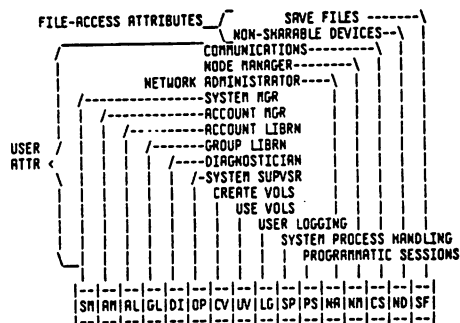 FILE-ACCESS ATTRIBUTES
SAVE FILES
NON-SHARABLE DEVICES
COMMUNICATIONS
NODE MANAGER
NETWORK ADMINISTRATOR
SYSTEM MGR
ACCOUNT MGR
ACCOUNT LIBRN
GROUP LIBRN
DIAGNOSTICIAN
SYSTEM SUPVSR
USER ATTR
CREATE VOLS
USE VOLS
USER LOGGING
SYSTEM PROCESS HANDLING
PROGRAMMATIC SESSIONS
|SM|AM|AL|GL|DI|OP|CV|UV|LG|SP|PS|NA|NM|CS|ND|SF|